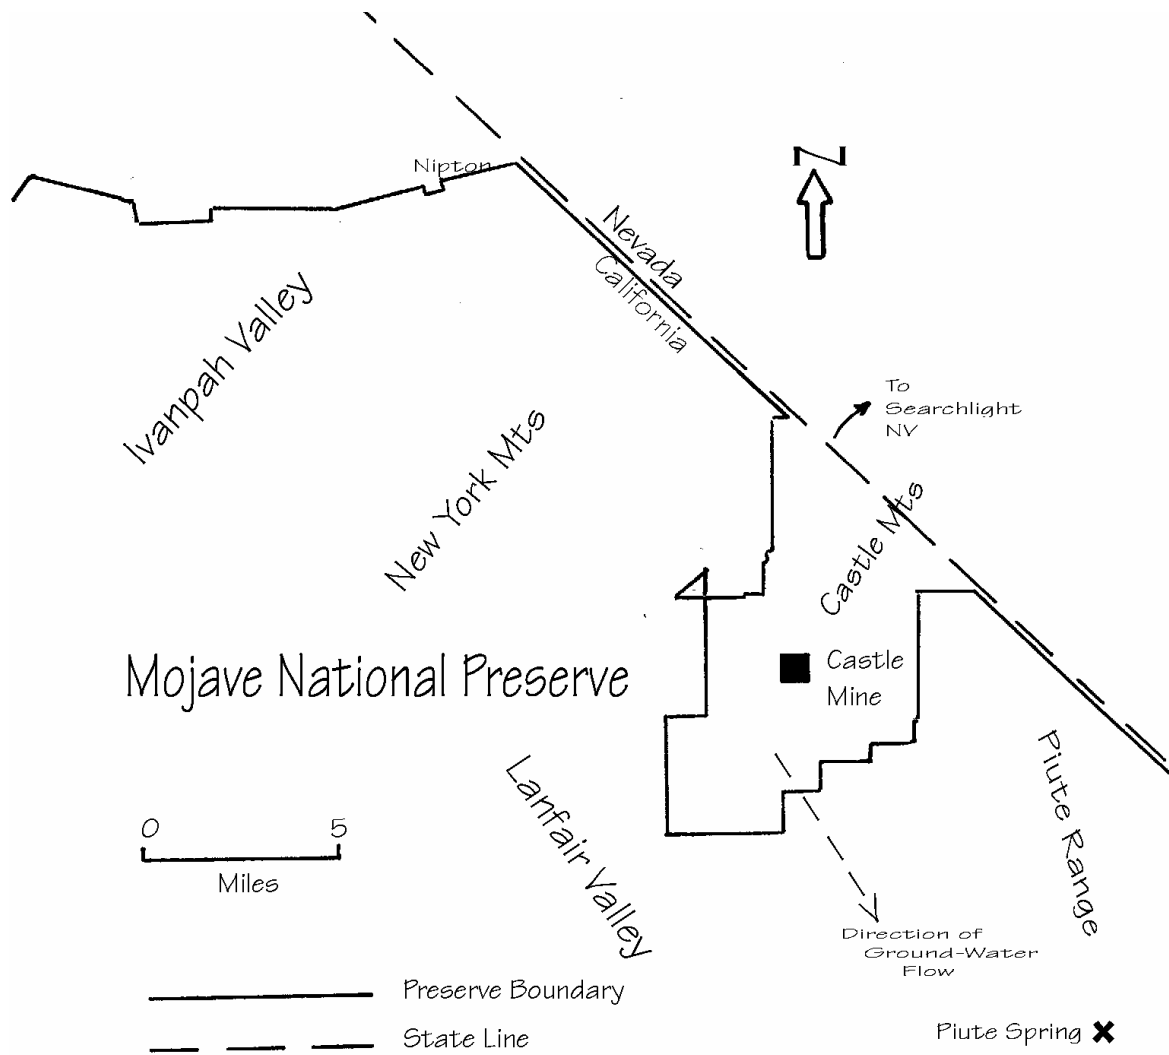 Nipton
N
Nevada
California
Ivanpah Valley
To
Searchlight
NV
New York Mts
Castle Mts
Mojave National Preserve
Castle
Mine
Piute Range
Lanfair Valley
0 5
Miles
Direction of
Ground-Water
Flow
Preserve Boundary
State Line
Piute Spring